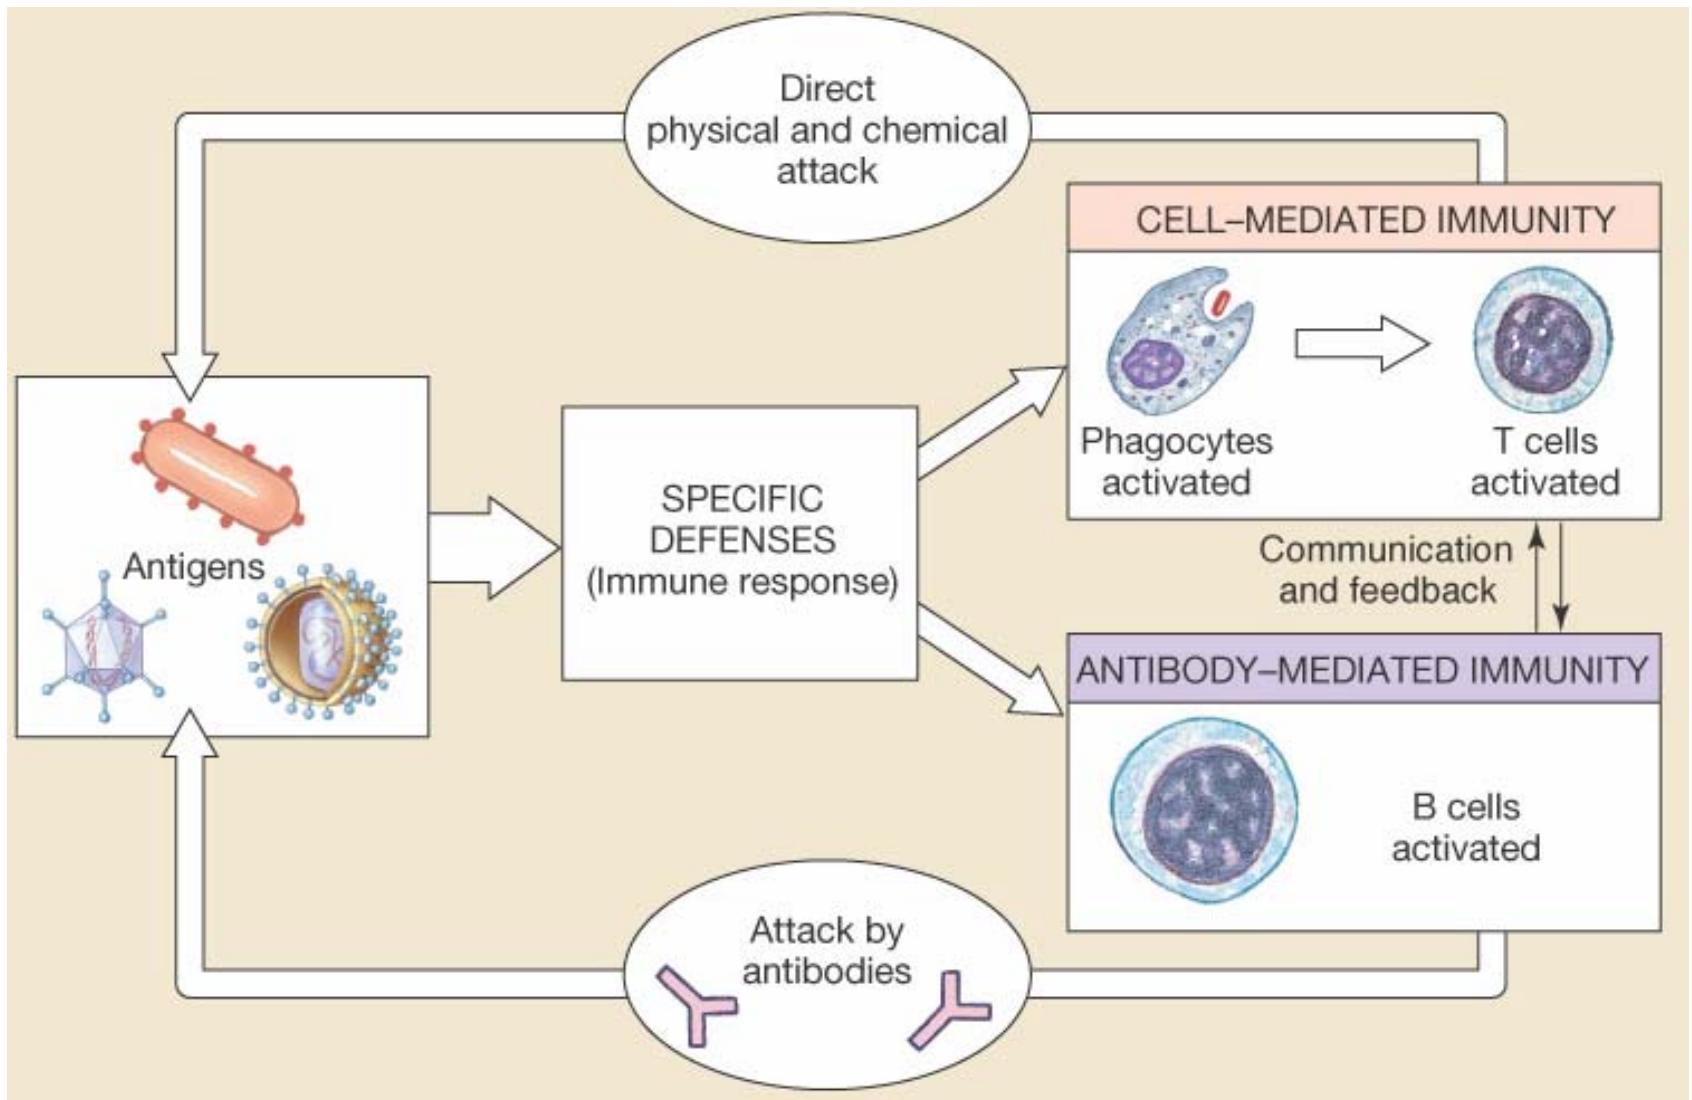 Direct
physical and chemical
attack
CELL–MEDIATED IMMUNITY
Phagocytes
activated
T cells
activated
Antigens
SPECIFIC
DEFENSES
(Immune response)
Communication
and feedback
ANTIBODY–MEDIATED IMMUNITY
B cells
activated
Attack by
antibodies